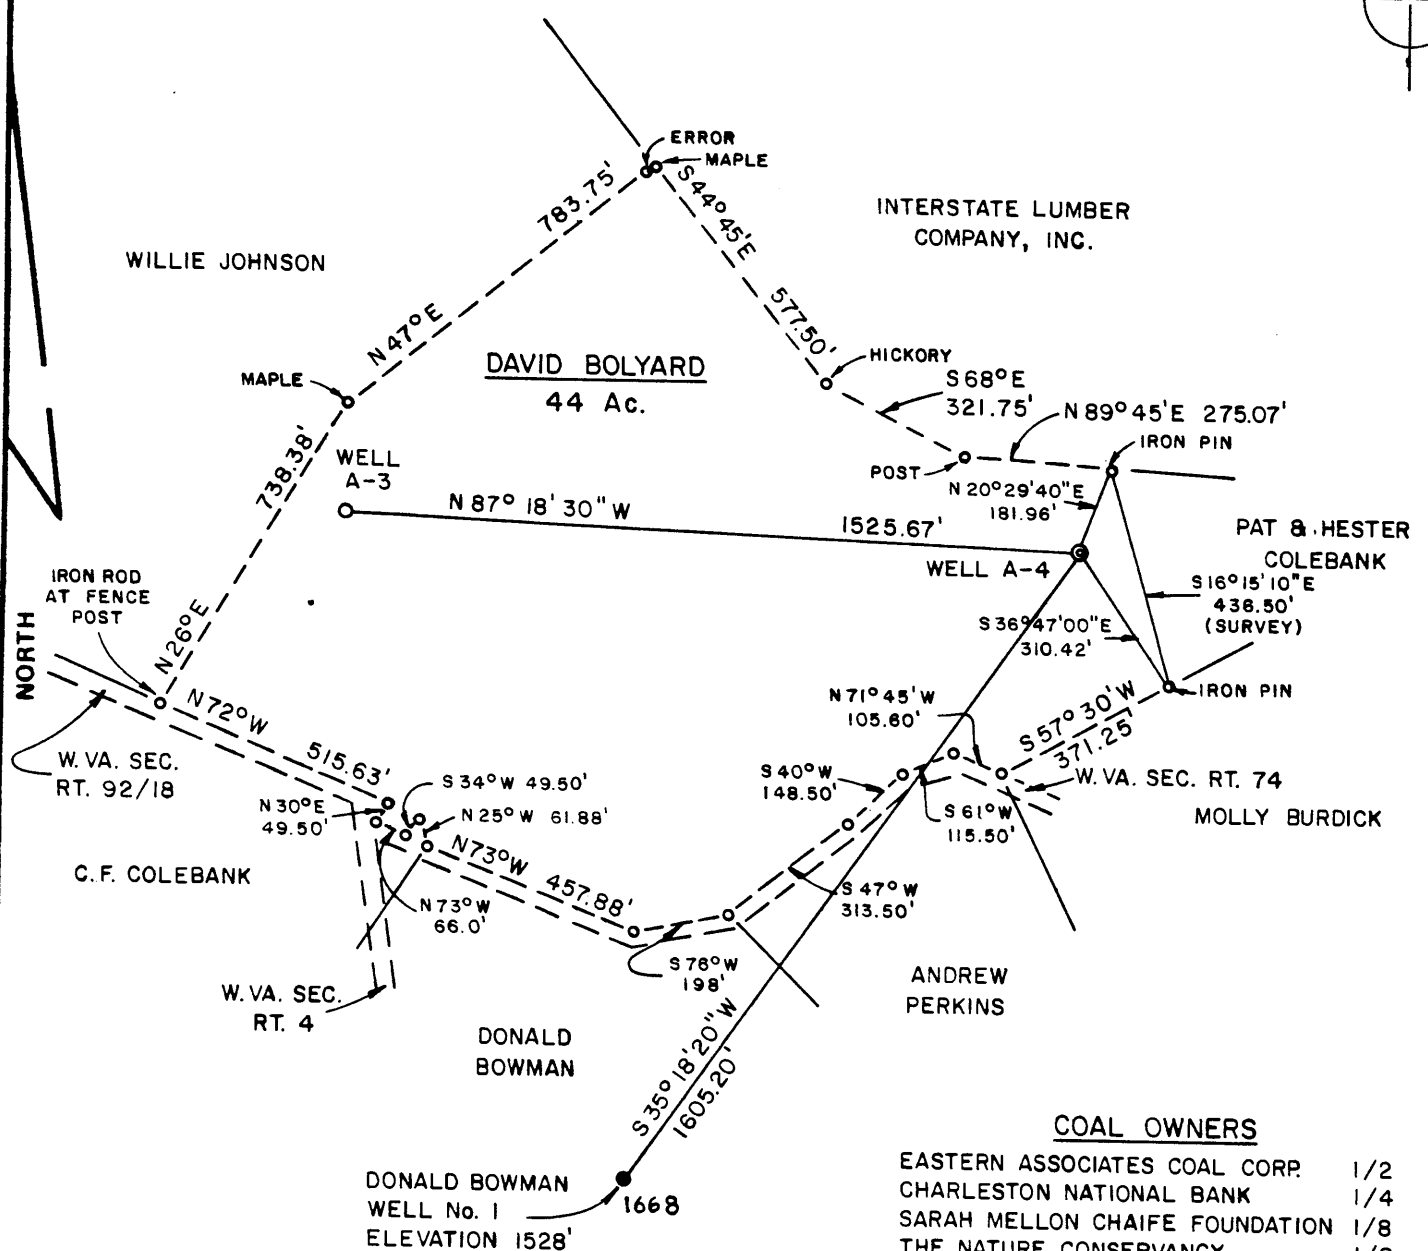 ERROR
MAPLE
783.75'
S 44° 45' E
577.50'
INTERSTATE LUMBER
COMPANY, INC.
WILLIE JOHNSON
N 47° E
DAVID BOLYARD
44 Ac.
MAPLE
HICKORY
S 68° E
321.75'
N 89° 45' E 275.07'
IRON PIN
POST
738.38'
WELL
A-3
N 87° 18' 30" W
1525.67'
N 20° 29' 40" E
181.96'
WELL A-4
PAT & HESTER
COLEBANK
S 16° 15' 10" E
436.50'
(SURVEY)
S 36° 47' 00" E
310.42'
IRON ROD
AT FENCE
POST
NORTH
N 26° E
N 72° W
515.63'
N 71° 45' W
105.60'
IRON PIN
S 57° 30' W
371.25'
W. VA. SEC.
RT. 92/18
S 34° W 49.50'
N 30° E
49.50'
N 25° W 61.88'
S 40° W
148.50'
W. VA. SEC. RT. 74
S 61° W
115.50'
MOLLY BURDICK
C.F. COLEBANK
N 73° W
457.88'
N 73° W
66.0'
S 47° W
313.50'
S 76° W
198'
W. VA. SEC.
RT. 4
ANDREW
PERKINS
DONALD
BOWMAN
S 35° 18' 20" W
1605.20'
DONALD BOWMAN
WELL No. 1
ELEVATION 1528'
1668
COAL OWNERS
EASTERN ASSOCIATES COAL CORP. 1/2
CHARLESTON NATIONAL BANK 1/4
SARAH MELLON CHAIFE FOUNDATION 1/8
THE NATURE CONSERVANCY